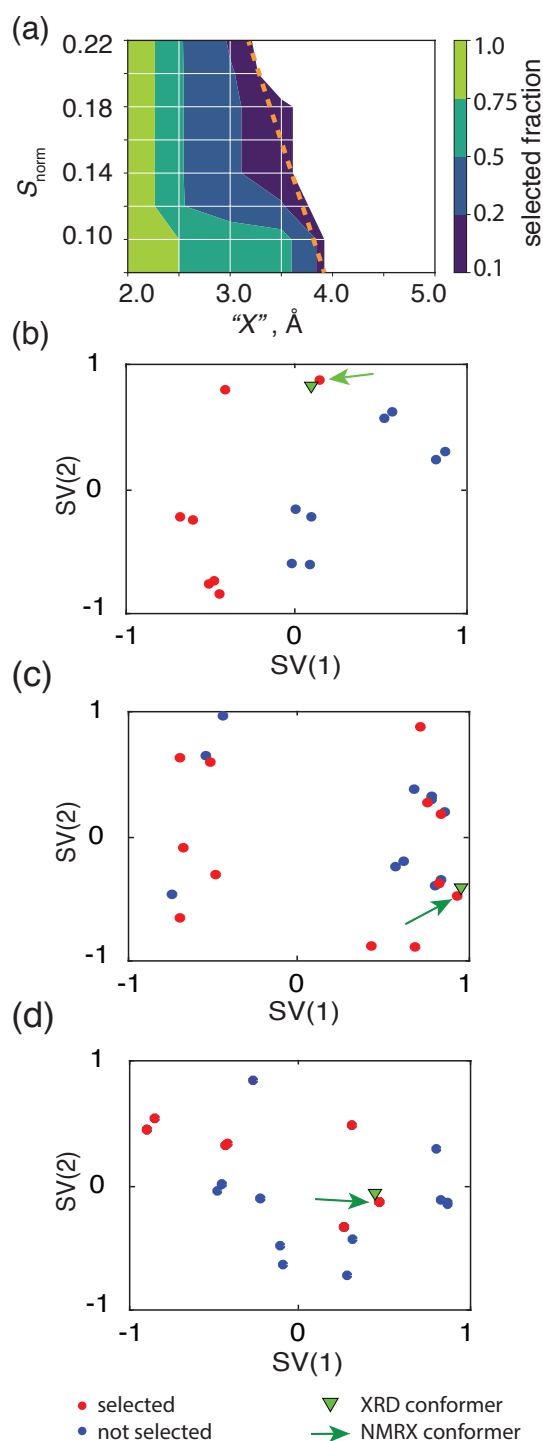 (a)
0.22
0.18
0.14
0.10
S norm
2.0 3.0 4.0 5.0
"X" , Å
1.0
0.75
0.5
0.2
0.1
selected fraction
(b)
1
0
-1
SV(2)
-1 0 1
SV(1)
(c)
1
0
-1
SV(2)
-1 0 1
SV(1)
(d)
1
0
-1
SV(2)
-1 0 1
SV(1)
selected
XRD conformer
not selected
NMRX conformer